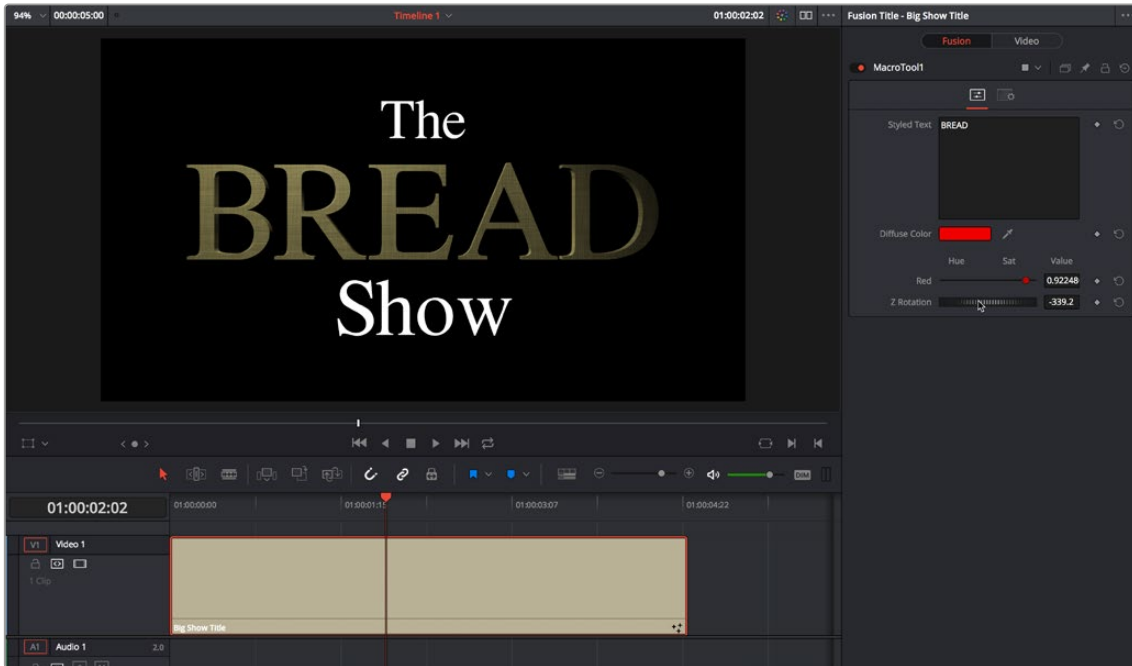 94% 00:00:05:00 Timeline 1 01:00:02:02 Fusion Title - Big Show Title
Fusion Video
MacroTool1
The
BREAD
Show
Styled Text BREAD
Diffuse Color
Hue Sat Value
Red 0.92248
Z Rotation -339.2
DIM
01:00:02:02 01:00:00:00 01:00:01:15 01:00:03:07 01:00:04:22
V1 Video 1
1 Clip
Big Show Title
A1 Audio 1 2.0